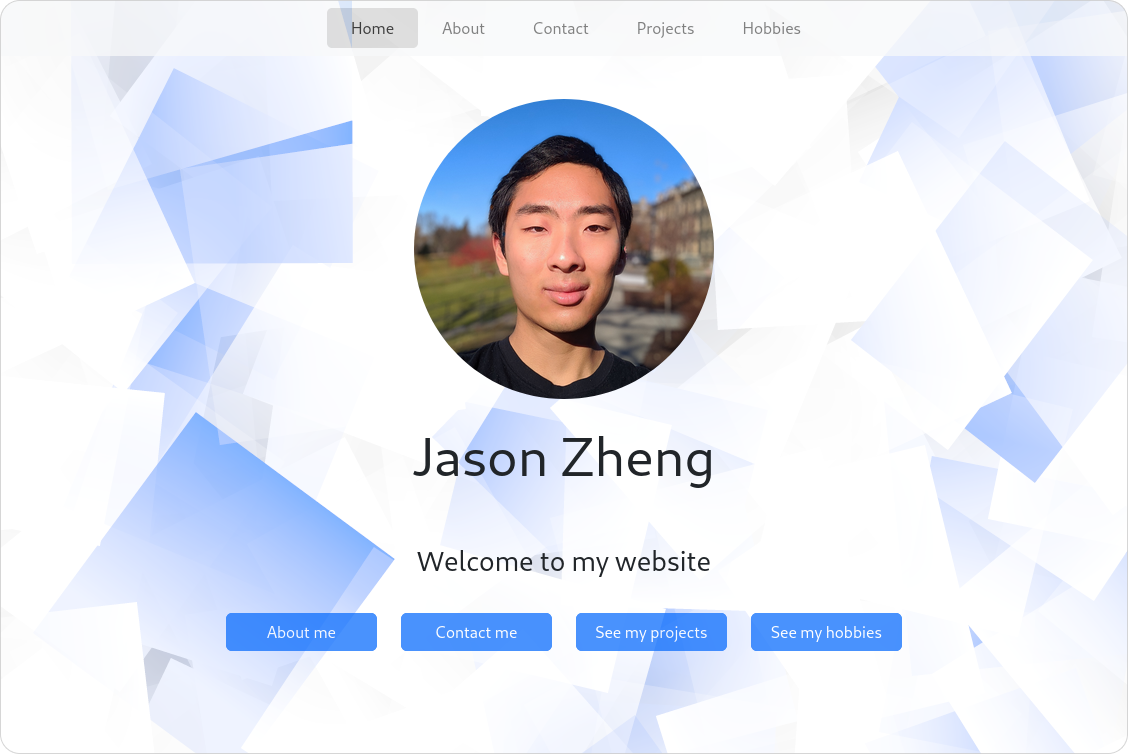 Home About Contact Projects Hobbies
Jason Zheng
Welcome to my website
About me Contact me See my projects See my hobbies